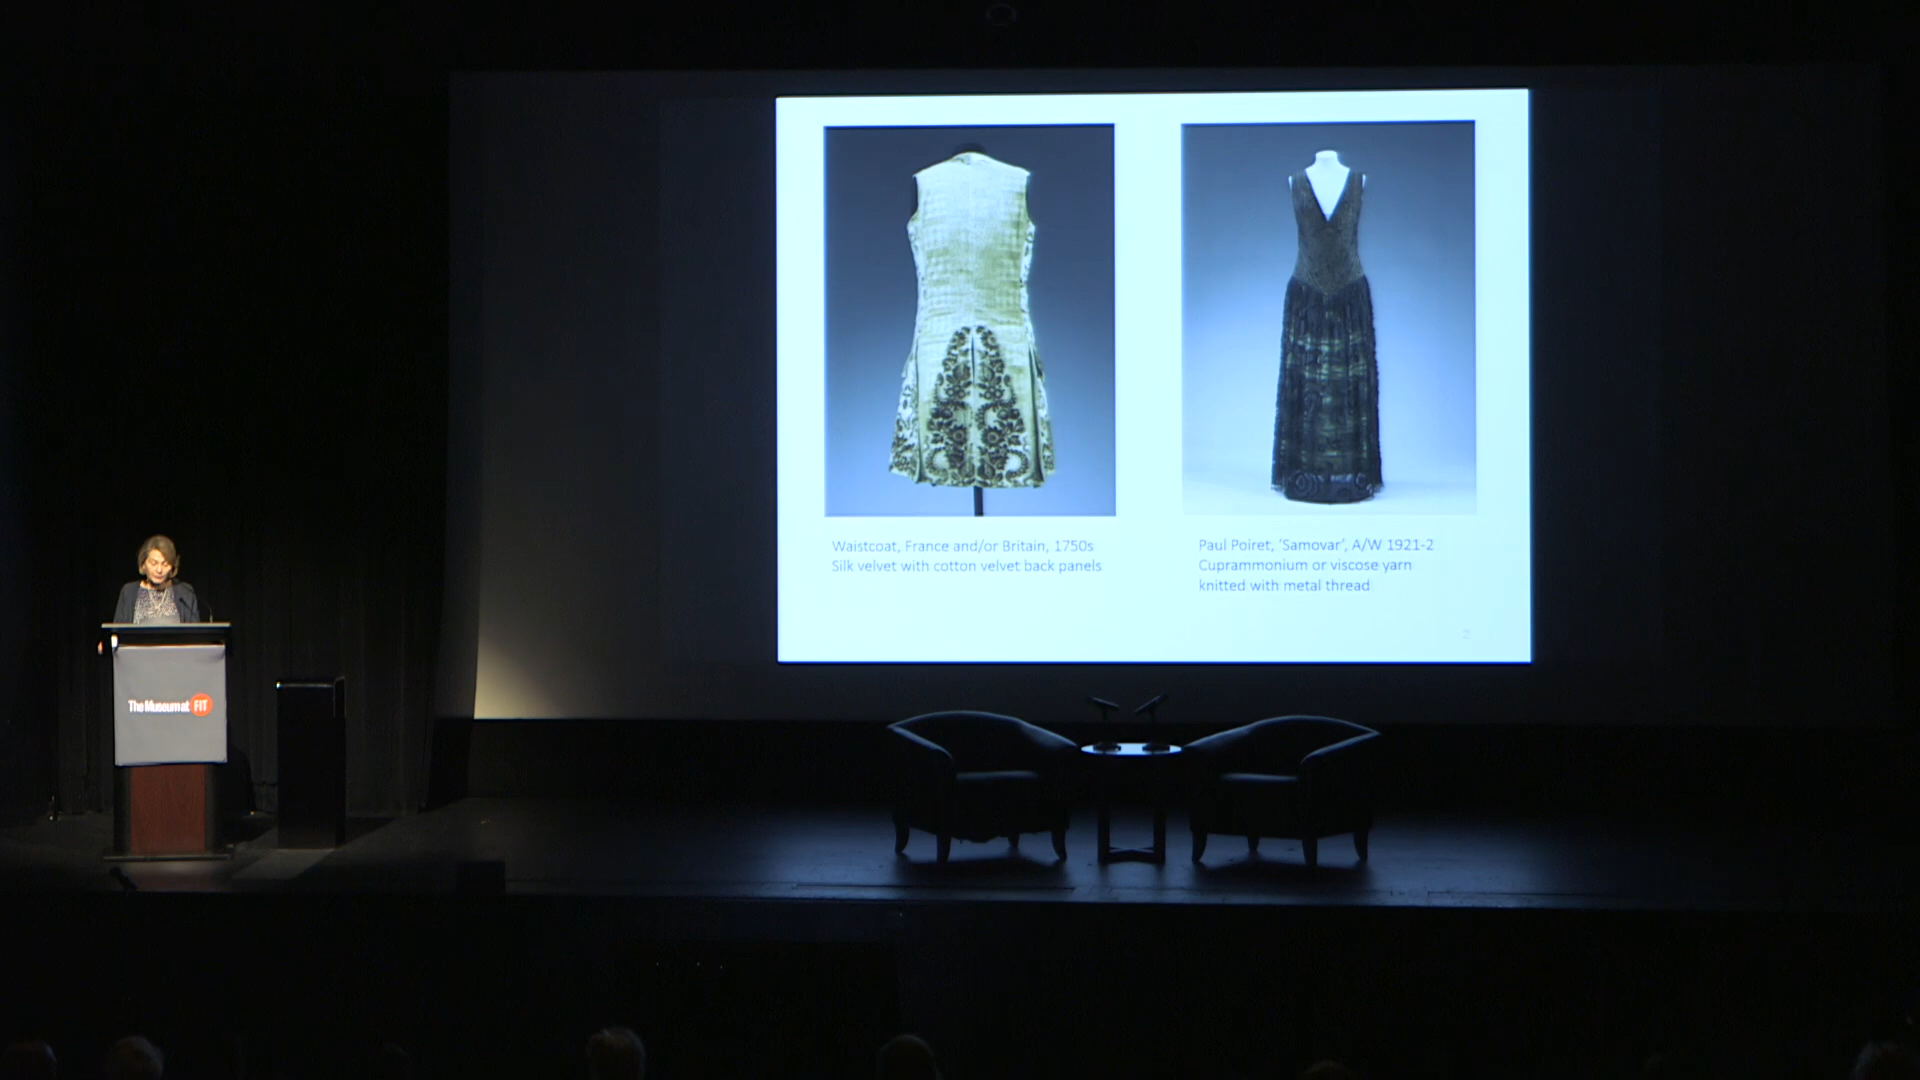 Waistcoat, France and/or Britain, 1750s
Silk velvet with cotton velvet back panels
Paul Poiret, ‘Samovar’, A/W 1921-2
Cuprammonium or viscose yarn
knitted with metal thread
2
The Museum at FIT